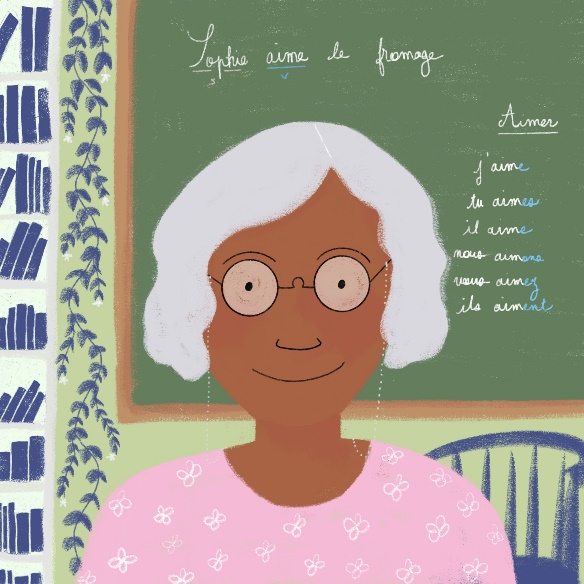 Sophie aime le fromage
s v
Aimer
j'aime
tu aimes
il aime
nous aimons
vous aimez
ils aiment